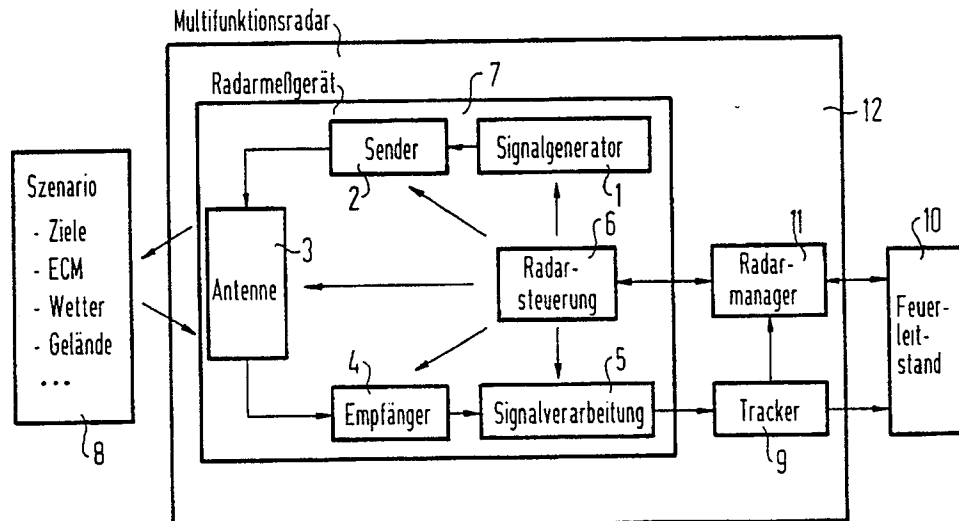 Multifunktionsradar
Radarmeßgerät
7
12
Szenario
- Ziele
- ECM
- Wetter
- Gelände
...
8
Sender
2
Signalgenerator
1
3
Antenne
6
Radar-
steuerung
11
Radar-
manager
10
Feuer-
leit-
stand
4
Empfänger
5
Signalverarbeitung
Tracker
9